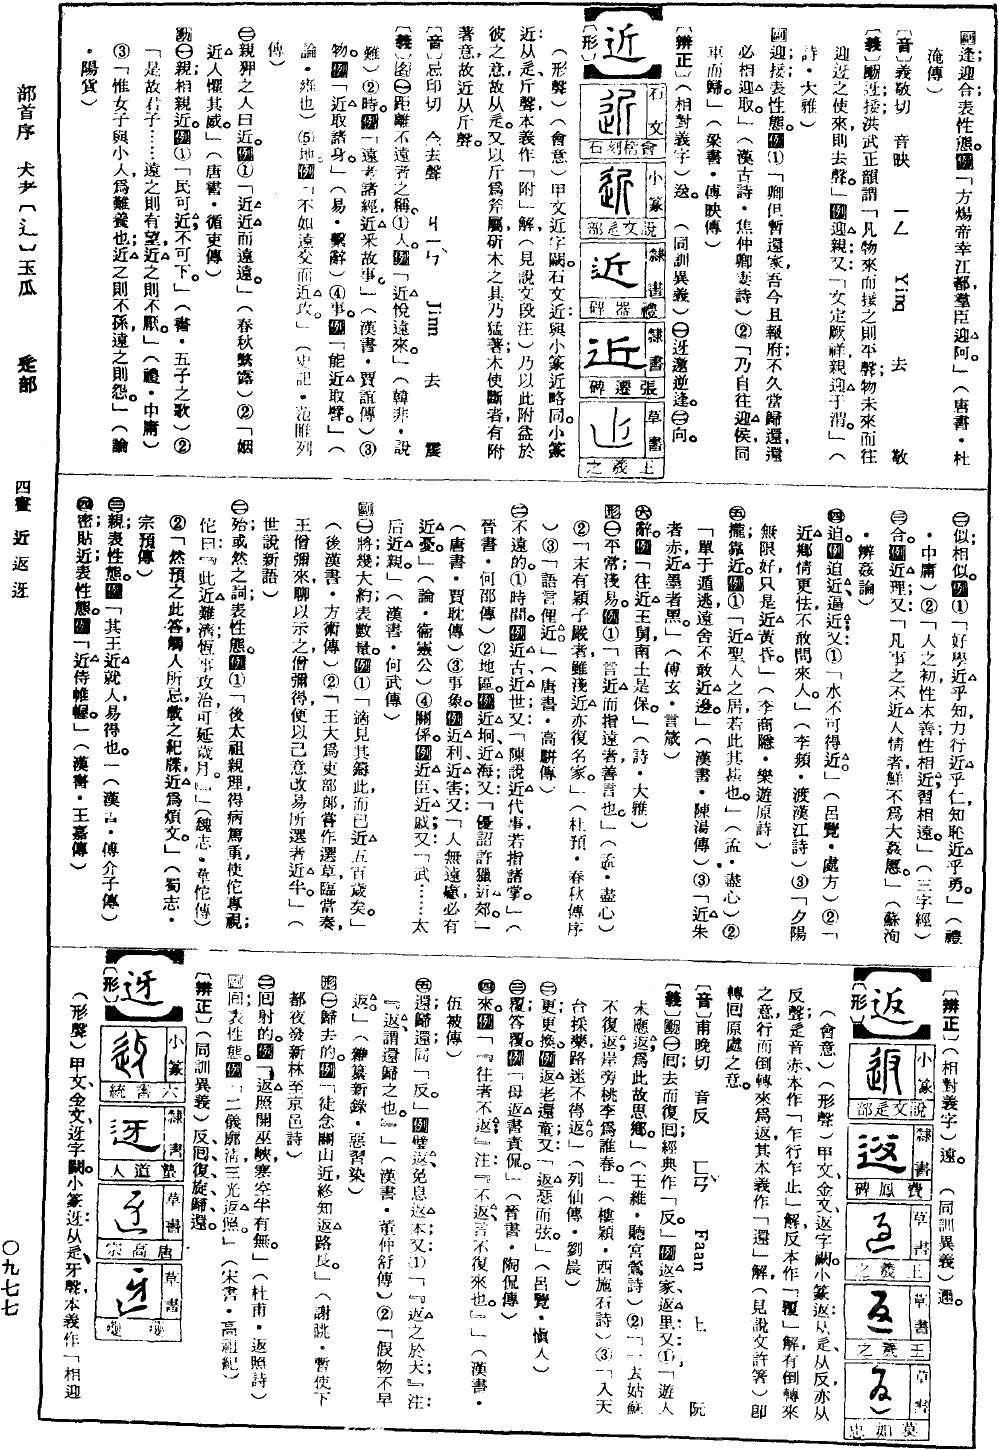 副逢迎合表性態例「方煬帝幸江都羣臣迎阿。」(唐書·杜
淹傳)
〔音〕義敬切 音映 ㄧㄥ Ying 去 敬
〔義〕動迓接洪武正韻謂「凡物來而接之則平聲物未來而往
迎迓之使來則去聲」例迎親又「文定厥祥親迎于渭。」(
詩·大雅)
副迎接表性態例①「卿但暫還家吾今且報府不久當歸還還
必相迎取。」(漢古詩·焦仲卿妻詩)②「乃自往迎侯同
車而歸。」(梁書·傅映傳)
〔辨正〕(相對義字)送。(同訓異義)㊀迓邀逆逢。㊁向。
近
〔形〕
石文 會稽刻石
小篆 說文辵部
隸書 禮器碑
隸書 張遷碑
草書 王羲之
(形聲)(會意)甲文近字闕石文近與小篆近略同小篆
近从辵斤聲本義作「附」解(見說文段注)乃以此附益於
彼之意故从辵又以斤爲斧屬斫木之具乃猛著木使斷者有附
著意故近从斤聲。
〔音〕忌印切 今去聲 ㄐㄧㄣˋ Jinn 去 震
〔義〕名㊀距離不遠者之稱①人。例「近悅遠來。」(韓非·說
難)②時。例「遠考諸經近釆故事。」(漢書·賈誼傳)③
物。例「近取諸身。」(易·繫辭)④事。例「能近取譬。」(
論·雍也)⑤地。例「不如遠交而近攻。」(史記·范雎列
傳)
㊁親狎之人曰近。例①「近近而遠遠。」(春秋繁露)②「姻
近人懼其威。」(唐書·循吏傳)
動㊀親相親近。例①「民可近不可下。」(書·五子之歌)②
「是故君子……遠之則有望近之則不厭。」(禮·中庸)
③「惟女子與小人爲難養也近之則不孫遠之則怨。」(論
·陽貨)
㊁似相似。例①「好學近乎知力行近乎仁知恥近乎勇。」(禮
·中庸)②「人之初性本善性相近習相遠。」(三字經)
㊂合。例近理又「凡事之不近人情者鮮不爲大姦慝。」(蘇洵
·辨姦論)
㊃迫。例迫近逼近又①「水不可得近。」(呂覽·處方)②「
近鄉情更怯不敢問來人。」(李頻·渡漢江詩)③「夕陽
無限好只是近黃昏。」(李商隱·樂遊原詩)
㊄攏靠近。例①「近聖人之居若此其甚也。」(孟·盡心)②
「單于遁逃遠舍不敢近邊。」(漢書·陳湯傳)③「近朱
者赤近墨者黑。」(傅玄·言箴)
㊅辭。例「往近王舅南土是保。」(詩·大雅)
形㊀平常淺易。例①「言近而指遠者善言也。」(孟·盡心)
②「末有穎子嚴者雖淺近亦復名家。」(杜預·春秋傳序
)③「語言俚近。」(唐書·高駢傳)
㊁不遠的①時間。例近古近世又「陳說近代事若指諸掌。」(
晉書·何邵傳)②地區。例近坰近海又「優詔許獵近郊。」
(唐書·賈耽傳)③事象。例近利近害又「人無遠慮必有
近憂。」(論·衞靈公)④關係。例近臣近戚又「武……太
后近親。」(漢書·何武傳)
副㊀將幾大約表數量。例①「適見其鑄此而已近五百歲矣。」
(後漢書·方術傳)②「王大爲吏部郎嘗作選草臨當奏,
王僧彌來聊以示之僧彌得便以己意改易所選者近半。」(
世說新語)
㊁殆或然之詞表性態。例①「後太祖親理得病篤重使佗專視
佗曰『此近難濟恆事攻治可延歲月。』」(魏志·華佗傳)
②「然預之此答觸人所忌載之紀牒近爲煩文。」(蜀志·
宗預傳)
㊂親表性態。例「其王近就人易得也。」(漢書·傅介子傳)
㊃密貼近表性態。例「近侍帷幄。」(漢書·王嘉傳)
〔辨正〕(相對義字)遠。(同訓異義)邇。
返
〔形〕
小篆 說文辵部
隸書 費鳳碑
草書 王羲之
草書 王羲之
草書 莫如忠
(會意)(形聲)甲文金文返字闕小篆返从辵从反亦从
反聲辵音赤本作「乍行乍止」解反本作「覆」解有倒轉來
之意行而倒轉來爲返其本義作「還」解(見說文許箸)即
轉回原處之意。
〔音〕甫晚切 音反 ㄈㄢˇ Faan 上 阮
〔義〕動㊀囘去而復囘經典作「反」。例返家返里又①「遊人
未應返爲此故思鄉。」(王維·聽宮鶯詩)②「一去姑蘇
不復返岸旁桃李爲誰春。」(樓穎·西施石詩)③「入天
台採藥路迷不得返。」(列仙傳·劉晨)
㊁更更換。例返老還童又「返瑟而弦。」(呂覽·愼人)
㊂覆答覆。例「母返書責侃。」(晉書·陶侃傳)
㊃來。例「『往者不返』注『不返言不復來也。』」(漢書·
伍被傳)
㊄還歸還同「反」。例璧返免息返本又①「『返之於天』注:
『返謂還歸之也。』」(漢書·董仲舒傳)②「假物不早
返。」(雜纂新錄·惡習染)
形㊀歸去的。例「徒念關山近終知返路長。」(謝朓·暫使下
都夜發新林至京邑詩)
㊁囘射的。例「返照開巫峽寒空半有無。」(杜甫·返照詩)
副囘表性態。例「二儀廓清三光返照。」(宋書·高祖紀)
〔辨正〕(同訓異義)反囘復旋歸還。
迓
〔形〕
小篆 六書統
隸書 贄道人
草書 唐高宗
草書
(形聲)甲文金文迓字闕小篆迓从辵牙聲本義作「相迎
部首序 犬尹〔辶〕玉瓜 辵部 四畫 近返迓 〇九七七